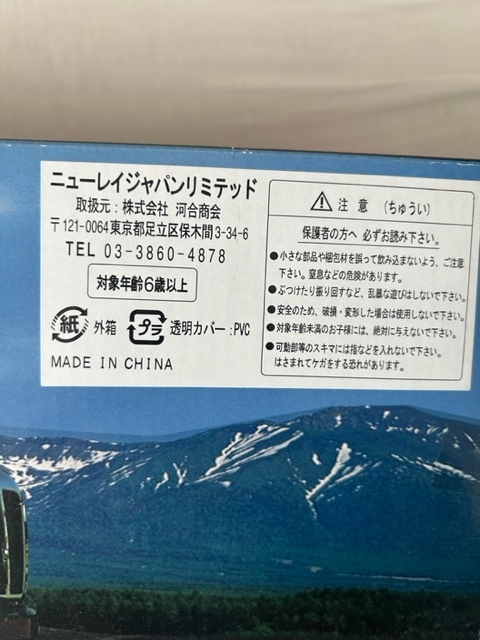 ニューレイジャパンリミテッド
取扱元：株式会社 河合商会
〒121-0064東京都足立区保木間3-34-6
TEL 03-3860-4878
対象年齢6歳以上
紙 外箱 プラ 透明カバー：PVC
MADE IN CHINA
⚠ 注 意 （ちゅうい）
保護者の方へ 必ずお読み下さい。
●小さな部品や梱包材を誤って飲み込まないよう、ご注意
下さい。窒息などの危険があります。
●ぶつけたり振り回すなど、乱暴な遊びはしないで下さい。
●安全のため、破損・変形した場合は使用しないで下さい。
●対象年齢未満のお子様には、絶対に与えないで下さい。
●可動部等のスキマには指などを入れないで下さい。
はさまれてケガをする恐れがあります。